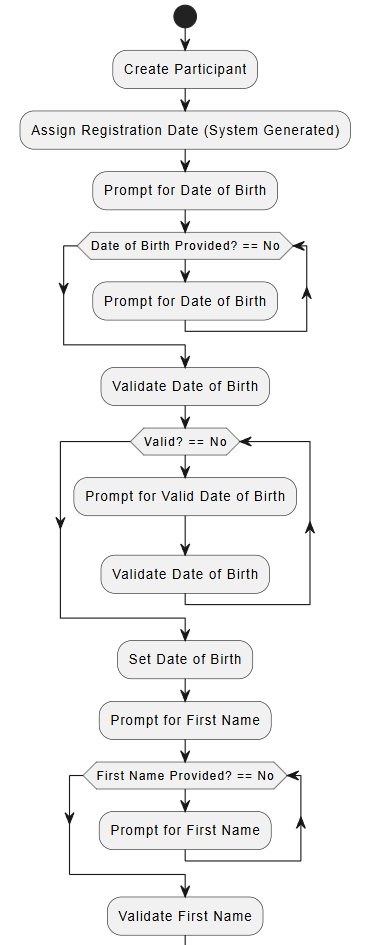 Create Participant
Assign Registration Date (System Generated)
Prompt for Date of Birth
Date of Birth Provided? == No
Prompt for Date of Birth
Validate Date of Birth
Valid? == No
Prompt for Valid Date of Birth
Validate Date of Birth
Set Date of Birth
Prompt for First Name
First Name Provided? == No
Prompt for First Name
Validate First Name